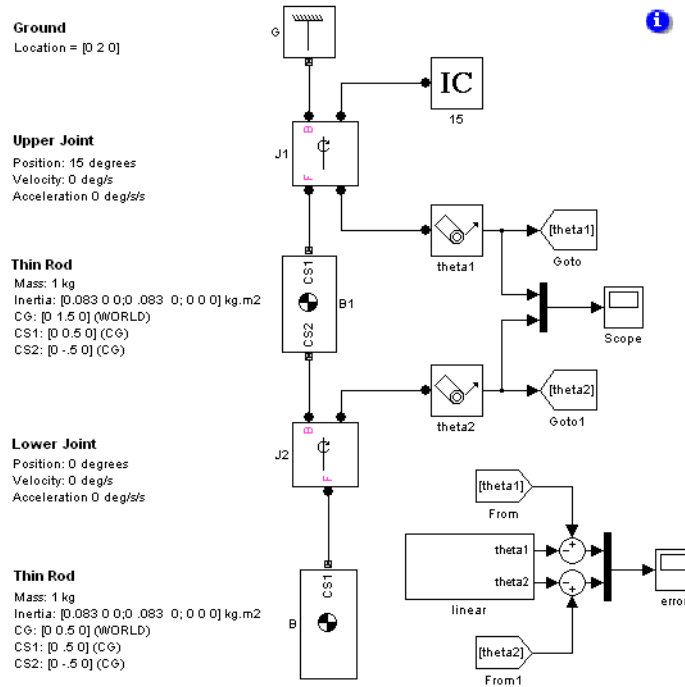 Ground
Location = [0 2 0]
G
i
IC
15
Upper Joint
Position: 15 degrees
Velocity: 0 deg/s
Acceleration 0 deg/s/s
B
J1
F
[theta1]
Goto
theta1
Thin Rod
Mass: 1 kg
Inertia: [0.083 0 0;0 .083 0; 0 0 0] kg.m2
CG: [0 1.5 0] (WORLD)
CS1: [0 0.5 0] (CG)
CS2: [0 -.5 0] (CG)
CS1
B1
CS2
Scope
theta2
[theta2]
Goto1
Lower Joint
Position: 0 degrees
Velocity: 0 deg/s
Acceleration 0 deg/s/s
B
J2
F
[theta1]
From
theta1
theta2
linear
error
[theta2]
From1
Thin Rod
Mass: 1 kg
Inertia: [0.083 0 0;0 .083 0; 0 0 0] kg.m2
CG: [0 0.5 0] (WORLD)
CS1: [0 .5 0] (CG)
CS2: [0 -.5 0] (CG)
CS1
B